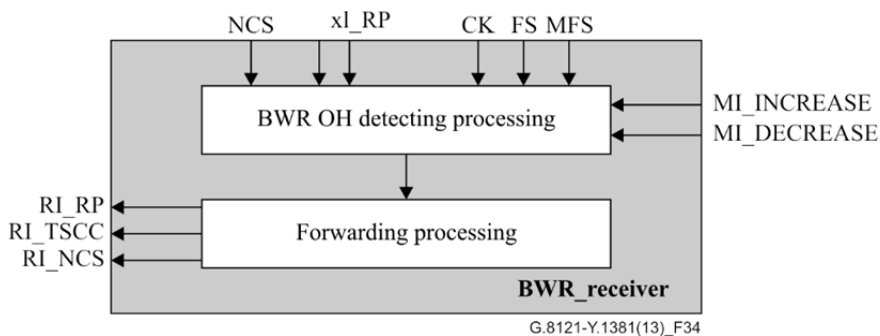 NCS xl_RP CK FS MFS
BWR OH detecting processing
MI_INCREASE
MI_DECREASE
RI_RP
RI_TSCC
RI_NCS
Forwarding processing
BWR_receiver
G.8121-Y.1381(13)_F34